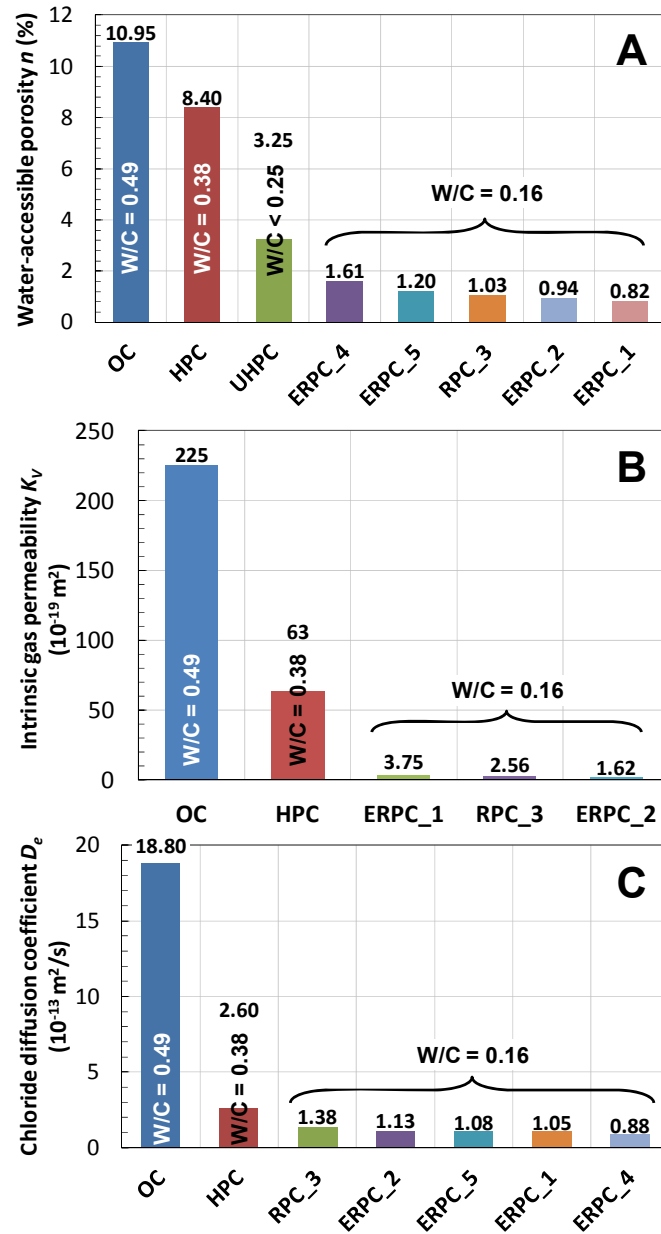 A
Water-accessible porosity n (%)
12
10
8
6
4
2
0
10.95
8.40
3.25
1.61
1.20
1.03
0.94
0.82
W/C = 0.49
W/C = 0.38
W/C < 0.25
W/C = 0.16
OC
HPC
UHPC
ERPC_4
ERPC_5
RPC_3
ERPC_2
ERPC_1
B
Intrinsic gas permeability Kv
(10⁻¹⁹ m²)
250
200
150
100
50
0
225
63
3.75
2.56
1.62
W/C = 0.49
W/C = 0.38
W/C = 0.16
OC
HPC
ERPC_1
RPC_3
ERPC_2
C
Chloride diffusion coefficient De
(10⁻¹³ m²/s)
20
15
10
5
0
18.80
2.60
1.38
1.13
1.08
1.05
0.88
W/C = 0.49
W/C = 0.38
W/C = 0.16
OC
HPC
RPC_3
ERPC_2
ERPC_5
ERPC_1
ERPC_4